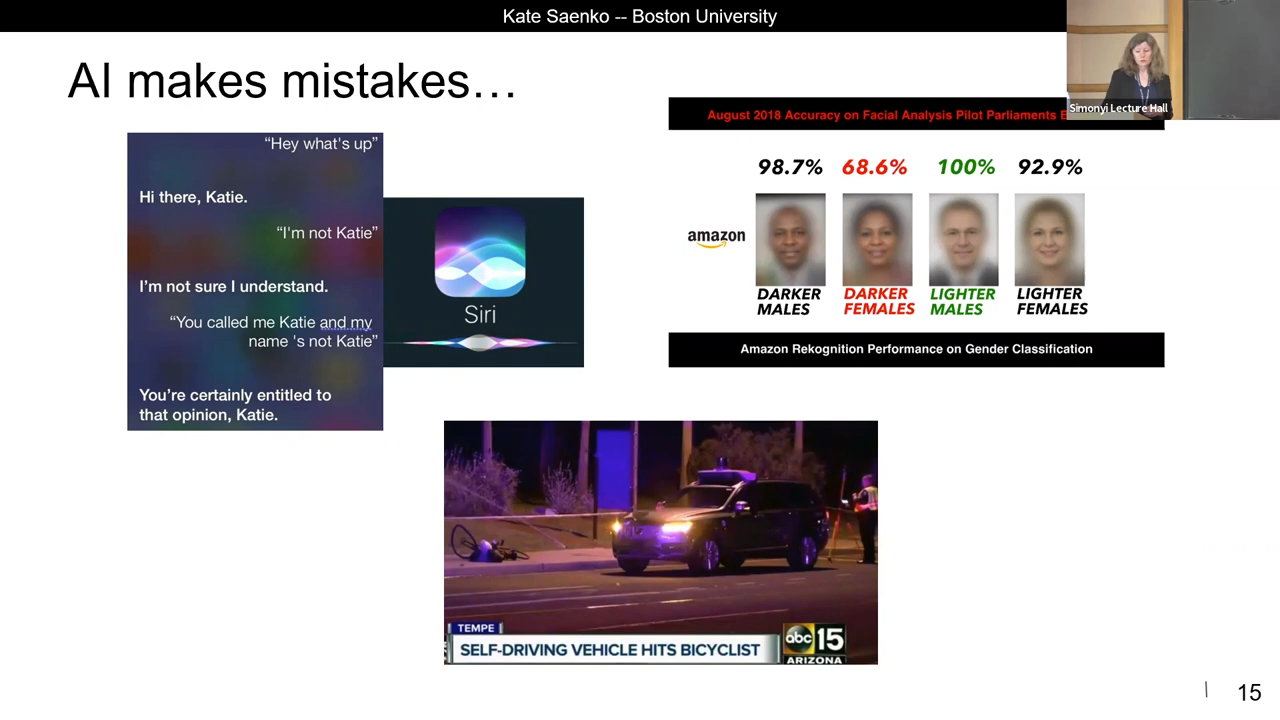 Kate Saenko -- Boston University
AI makes mistakes…
Simonyi Lecture Hall
“Hey what's up”
Hi there, Katie.
“I'm not Katie”
I’m not sure I understand.
“You called me Katie and my
name 's not Katie”
You’re certainly entitled to
that opinion, Katie.
Siri
August 2018 Accuracy on Facial Analysis Pilot Parliaments
98.7% 68.6% 100% 92.9%
amazon
DARKER MALES
DARKER FEMALES
LIGHTER MALES
LIGHTER FEMALES
Amazon Rekognition Performance on Gender Classification
TEMPE
SELF-DRIVING VEHICLE HITS BICYCLIST
abc 15
ARIZONA
15